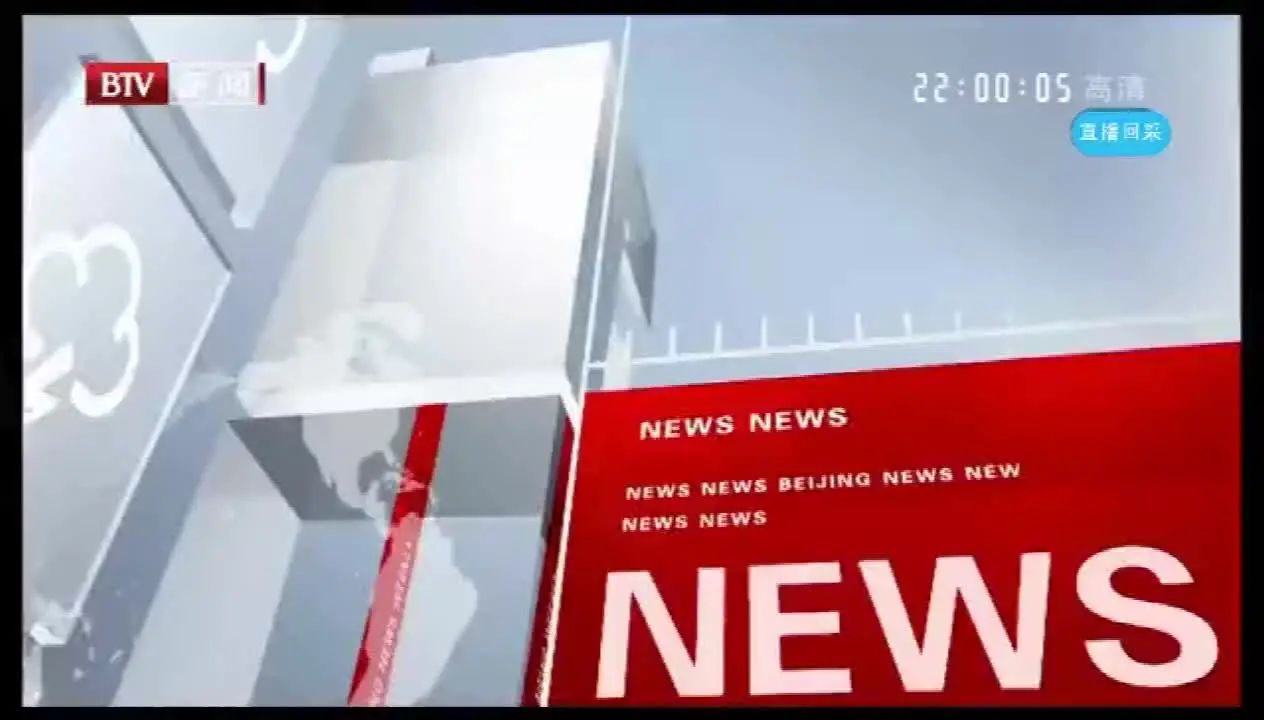 BTV 新闻
22:00:05 高清
直播回采
NEWS NEWS
NEWS NEWS BEIJING NEWS NEW
NEWS NEWS
NEWS